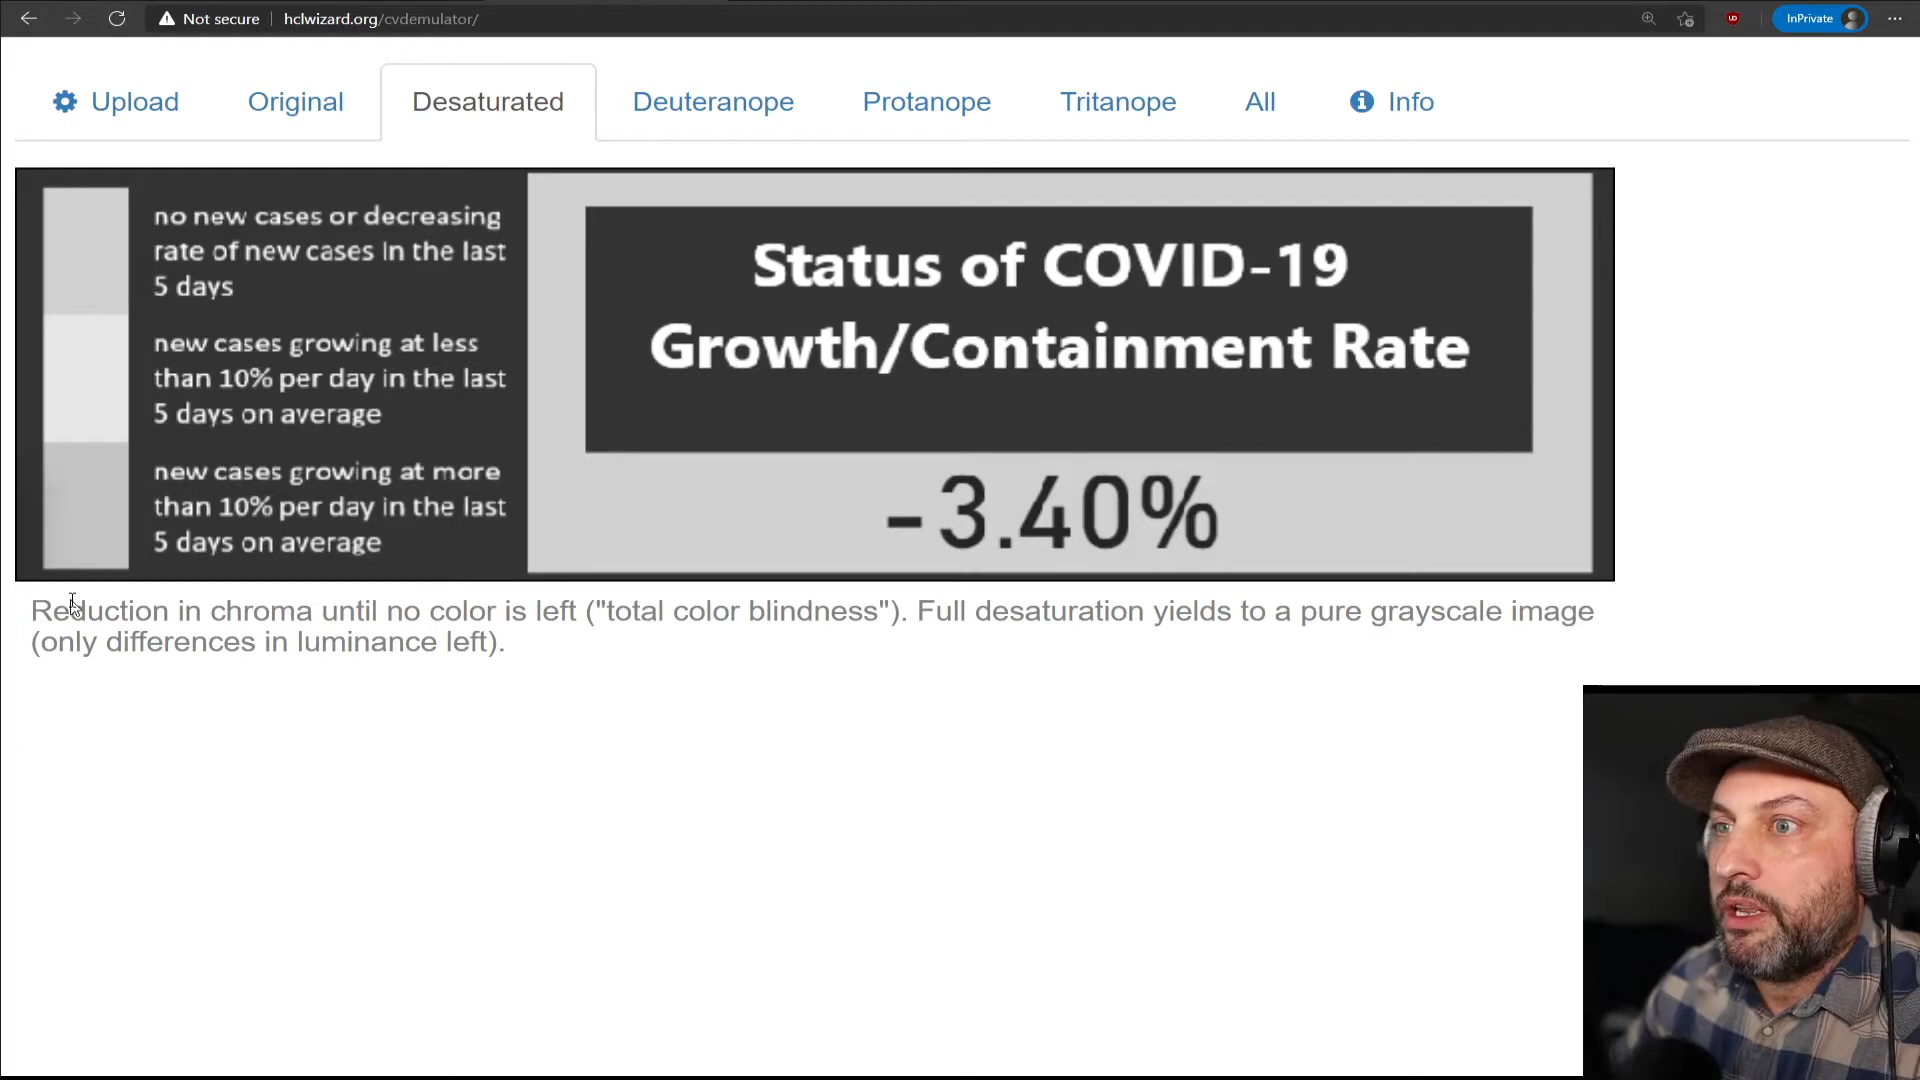 Not secure
hclwizard.org/cvdemulator/
InPrivate
Upload
Original
Desaturated
Deuteranope
Protanope
Tritanope
All
Info
no new cases or decreasing
rate of new cases in the last
5 days
new cases growing at less
than 10% per day in the last
5 days on average
new cases growing at more
than 10% per day in the last
5 days on average
Status of COVID-19
Growth/Containment Rate
-3.40%
Reduction in chroma until no color is left ("total color blindness"). Full desaturation yields to a pure grayscale image
(only differences in luminance left).